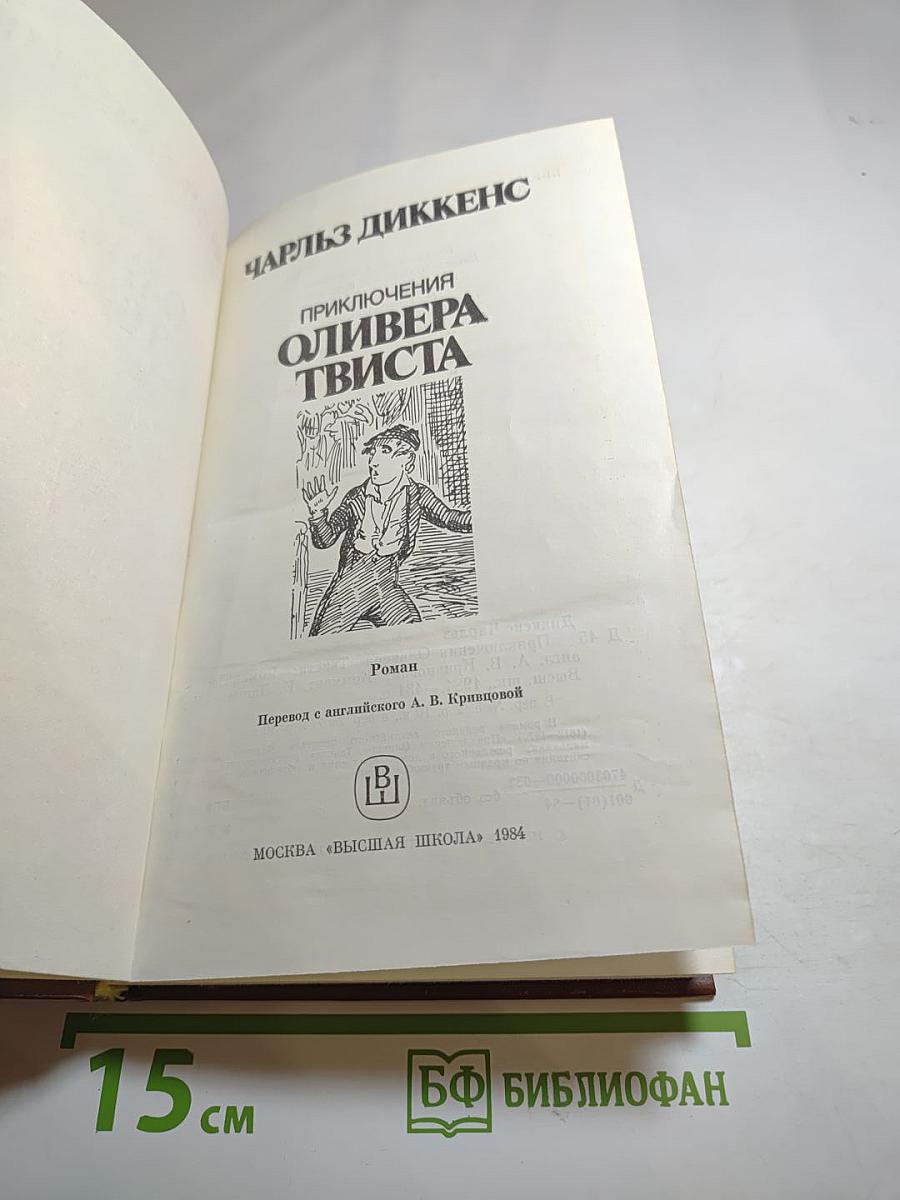 ЧАРЛЬЗ ДИККЕНС
ПРИКЛЮЧЕНИЯ
ОЛИВЕРА
ТВИСТА
Роман
Перевод с английского А. В. Кривцовой
ВШ
МОСКВА «ВЫСШАЯ ШКОЛА» 1984
15 см
БФ БИБЛИОФАН